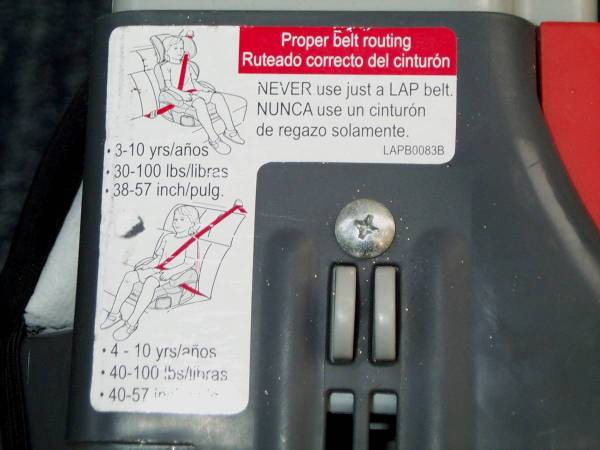 Proper belt routing
Ruteado correcto del cinturón
NEVER use just a LAP belt.
NUNCA use un cinturón
de regazo solamente.
LAPB0083B
• 3-10 yrs/años
• 30-100 lbs/libras
• 38-57 inch/pulg.
• 4 - 10 yrs/años
• 40-100 lbs/libras
• 40-57